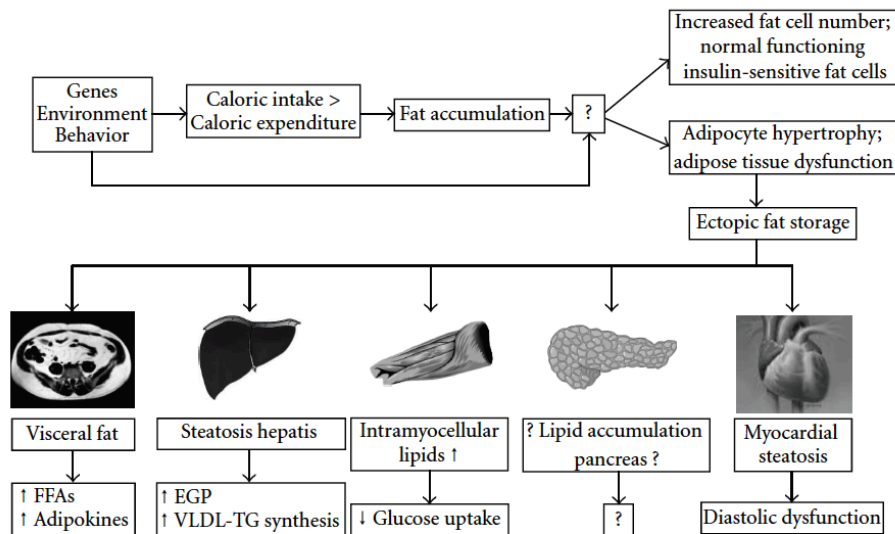 Increased fat cell number;
normal functioning
insulin-sensitive fat cells
Genes
Environment
Behavior
Caloric intake >
Caloric expenditure
Fat accumulation
?
Adipocyte hypertrophy;
adipose tissue dysfunction
Ectopic fat storage
Visceral fat
Steatosis hepatis
Intramyocellular
lipids ↑
? Lipid accumulation
pancreas ?
Myocardial
steatosis
↑ FFAs
↑ Adipokines
↑ EGP
↑ VLDL-TG synthesis
↓ Glucose uptake
?
Diastolic dysfunction